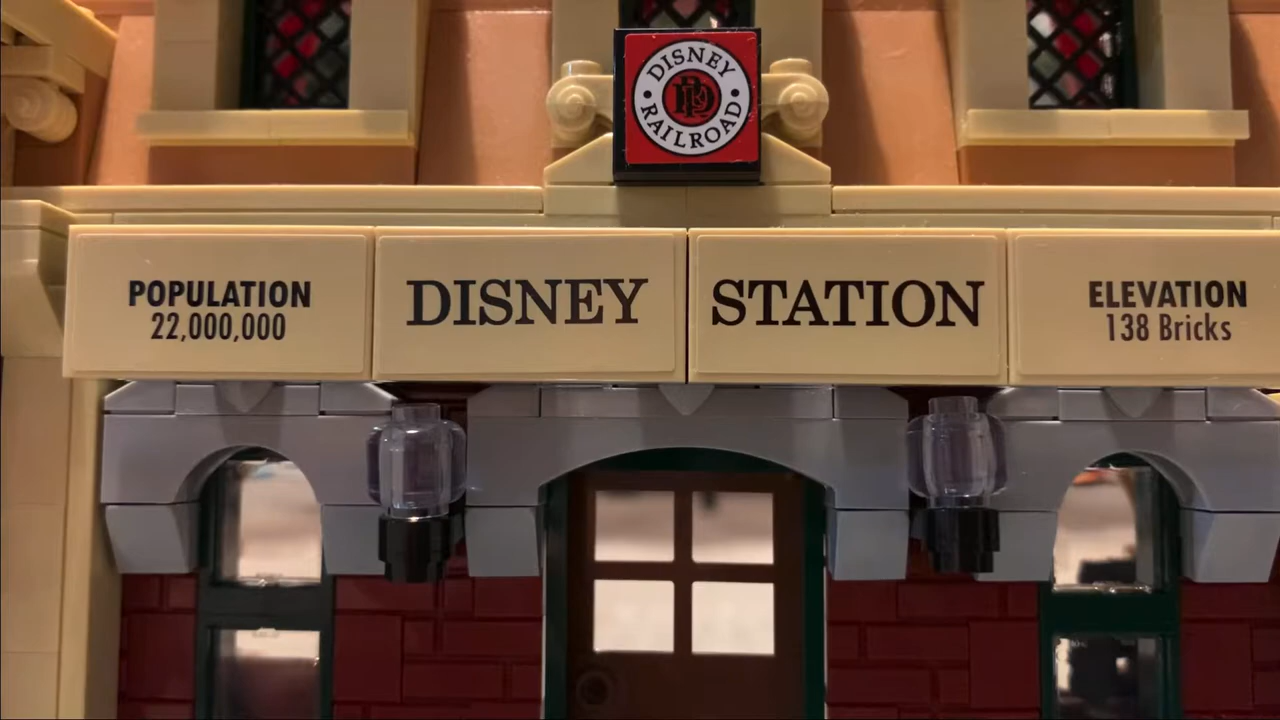 DISNEY
RAILROAD
POPULATION
22,000,000
DISNEY STATION
ELEVATION
138 Bricks